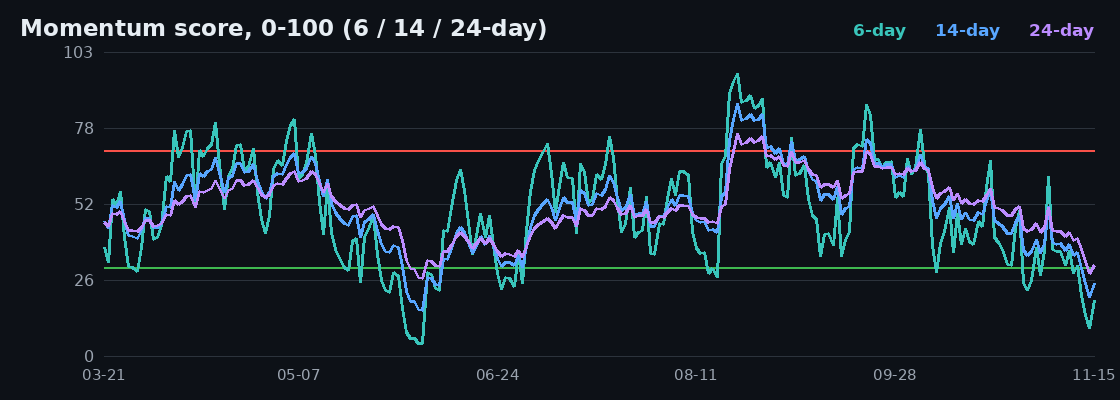 Momentum score, 0-100 (6 / 14 / 24-day)
6-day 14-day 24-day
103
78
52
26
0
03-21 05-07 06-24 08-11 09-28 11-15